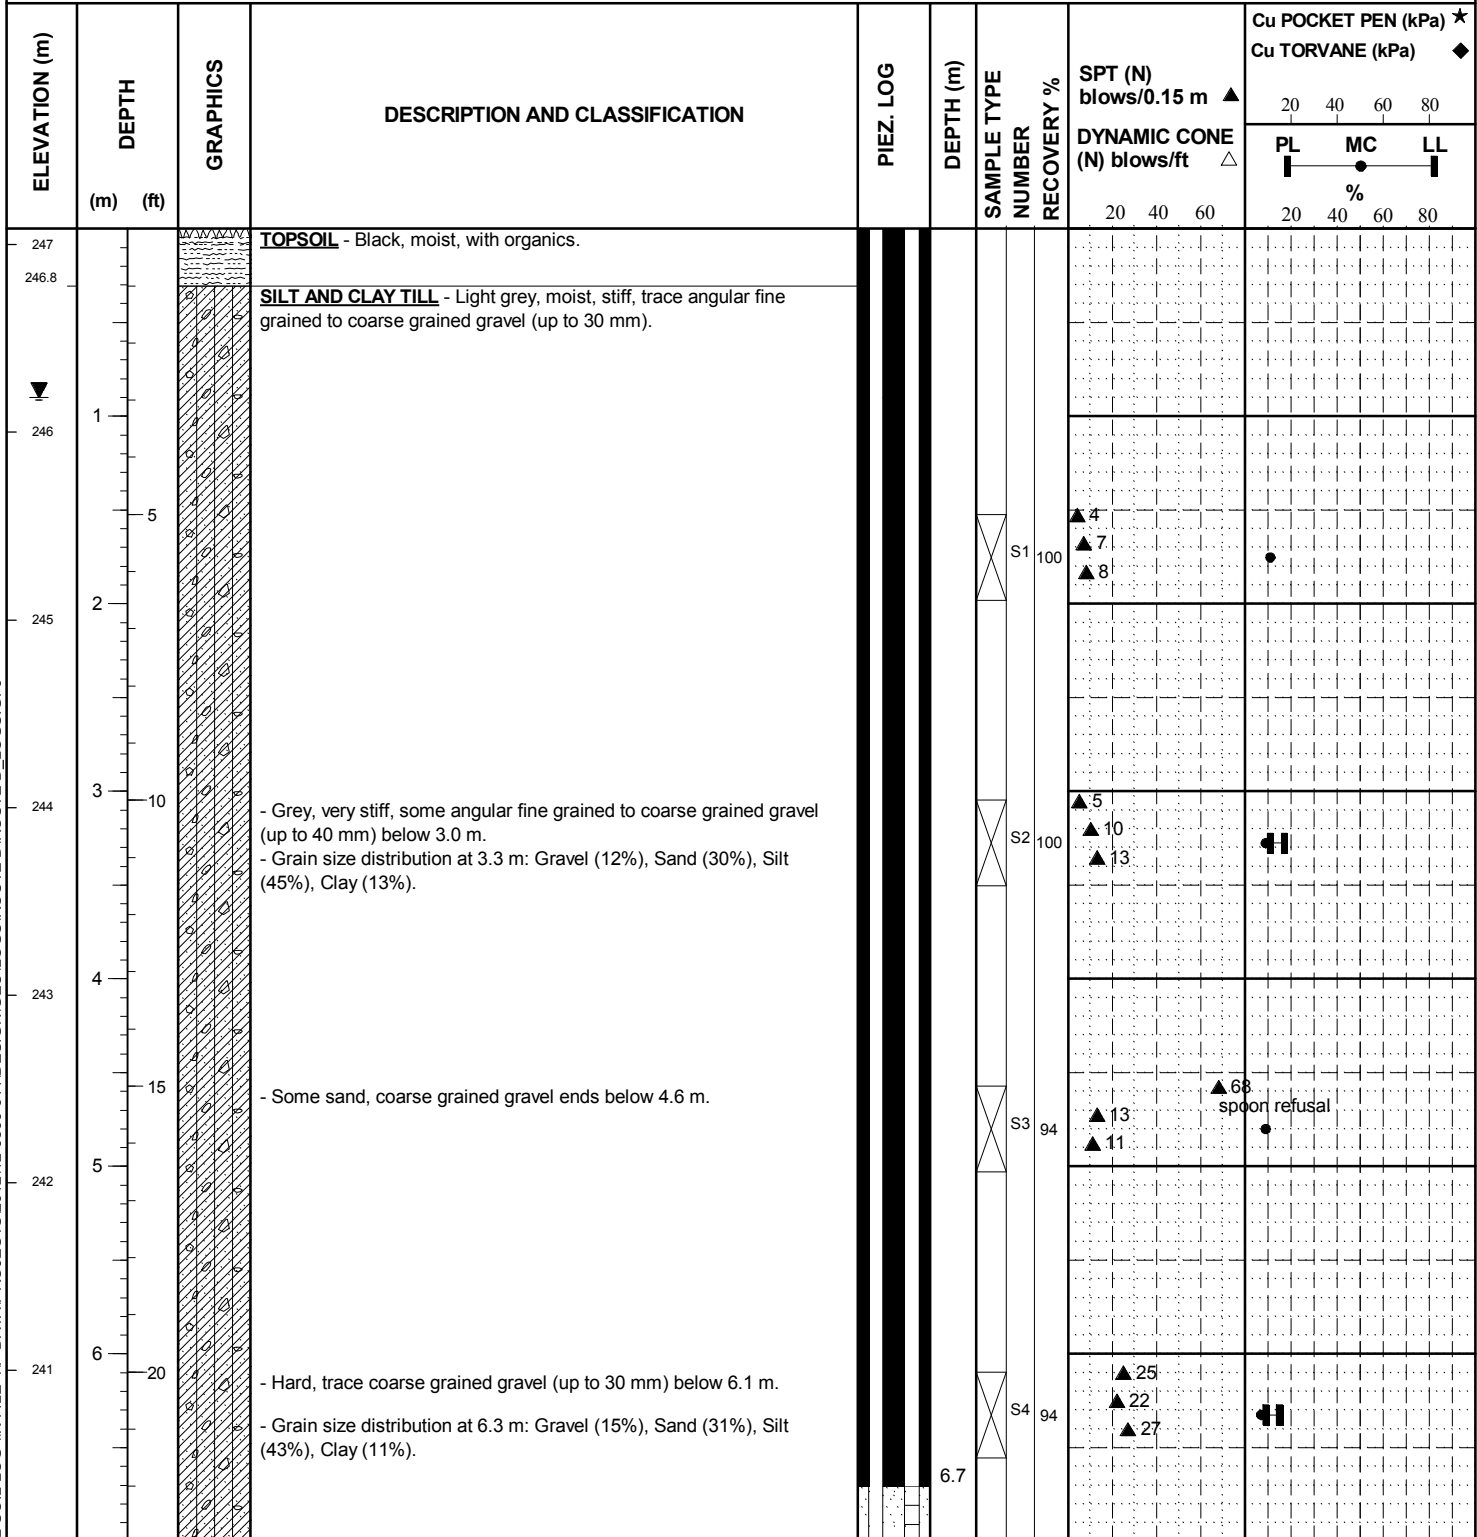 ELEVATION (m)
DEPTH
(m) (ft)
GRAPHICS
DESCRIPTION AND CLASSIFICATION
PIEZ. LOG
DEPTH (m)
SAMPLE TYPE
NUMBER
RECOVERY %
SPT (N)
blows/0.15 m
DYNAMIC CONE
(N) blows/ft
20 40 60
Cu POCKET PEN (kPa)
Cu TORVANE (kPa)
20 40 60 80
PL MC LL
%
20 40 60 80
247
TOPSOIL - Black, moist, with organics.
246.8
SILT AND CLAY TILL - Light grey, moist, stiff, trace angular fine
grained to coarse grained gravel (up to 30 mm).
1
246
5
4
7
S1 100
8
2
245
3
244
10
- Grey, very stiff, some angular fine grained to coarse grained gravel
(up to 40 mm) below 3.0 m.
- Grain size distribution at 3.3 m: Gravel (12%), Sand (30%), Silt
(45%), Clay (13%).
5
10
S2 100
13
4
243
15
- Some sand, coarse grained gravel ends below 4.6 m.
68
spoon refusal
13
S3 94
11
5
242
6
241
20
- Hard, trace coarse grained gravel (up to 30 mm) below 6.1 m.
- Grain size distribution at 6.3 m: Gravel (15%), Sand (31%), Silt
(43%), Clay (11%).
25
22
S4 94
27
6.7